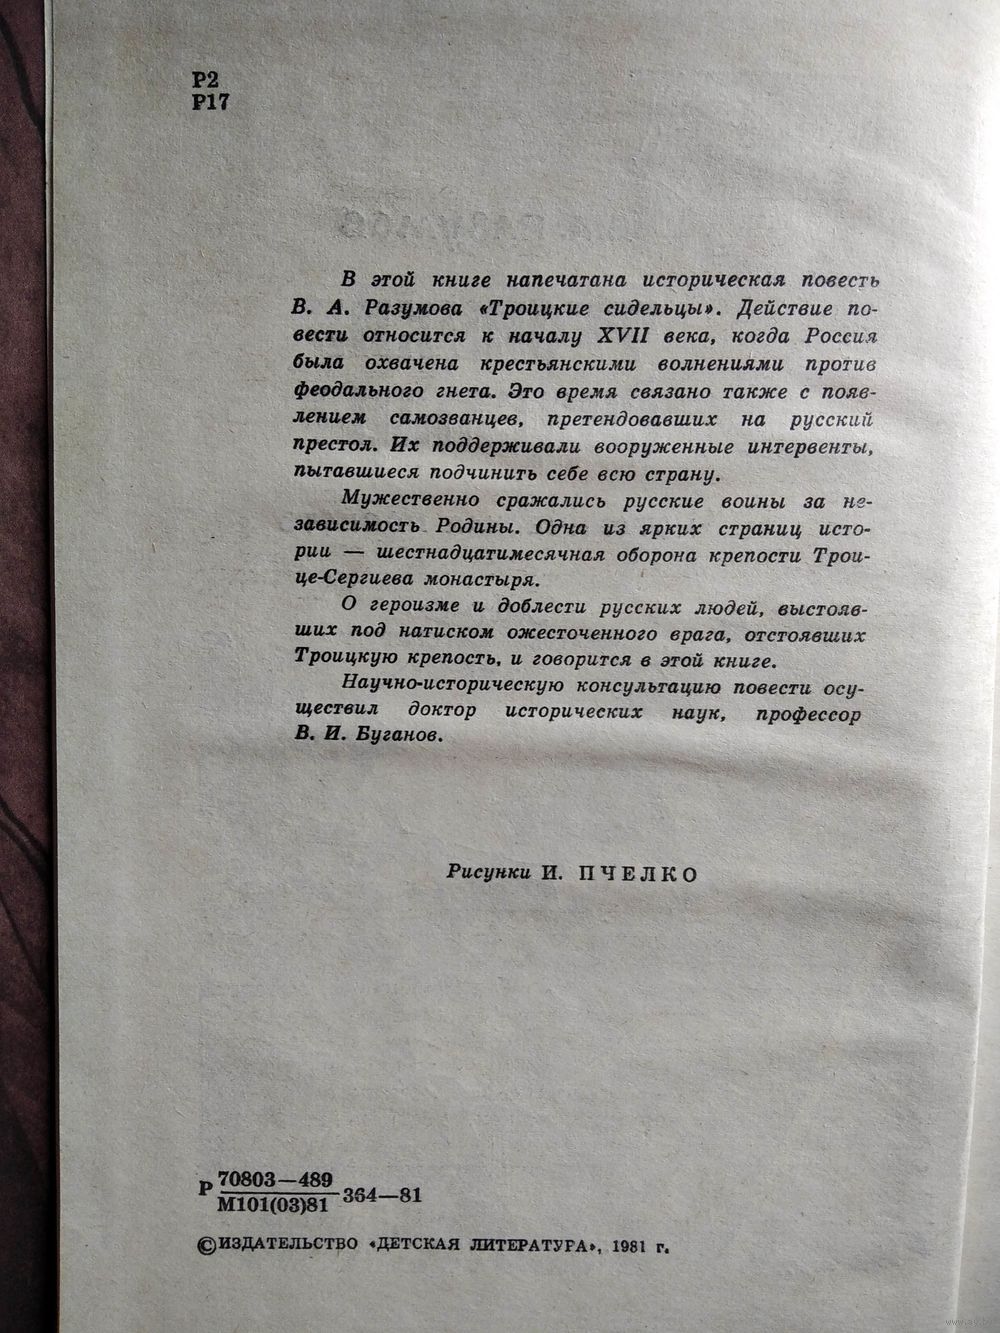 Р2
Р17
В этой книге напечатана историческая повесть
В. А. Разумова «Троицкие сидельцы». Действие по-
вести относится к началу XVII века, когда Россия
была охвачена крестьянскими волнениями против
феодального гнета. Это время связано также с появ-
лением самозванцев, претендовавших на русский
престол. Их поддерживали вооруженные интервенты,
пытавшиеся подчинить себе всю страну.
Мужественно сражались русские воины за не-
зависимость Родины. Одна из ярких страниц исто-
рии — шестнадцатимесячная оборона крепости Трои-
це-Сергиева монастыря.
О героизме и доблести русских людей, выстояв-
ших под натиском ожесточенного врага, отстоявших
Троицкую крепость, и говорится в этой книге.
Научно-историческую консультацию повести осу-
ществил доктор исторических наук, профессор
В. И. Буганов.
Рисунки И. ПЧЕЛКО
Р 70803—489
М101(03)81 364—81
©ИЗДАТЕЛЬСТВО «ДЕТСКАЯ ЛИТЕРАТУРА», 1981 г.